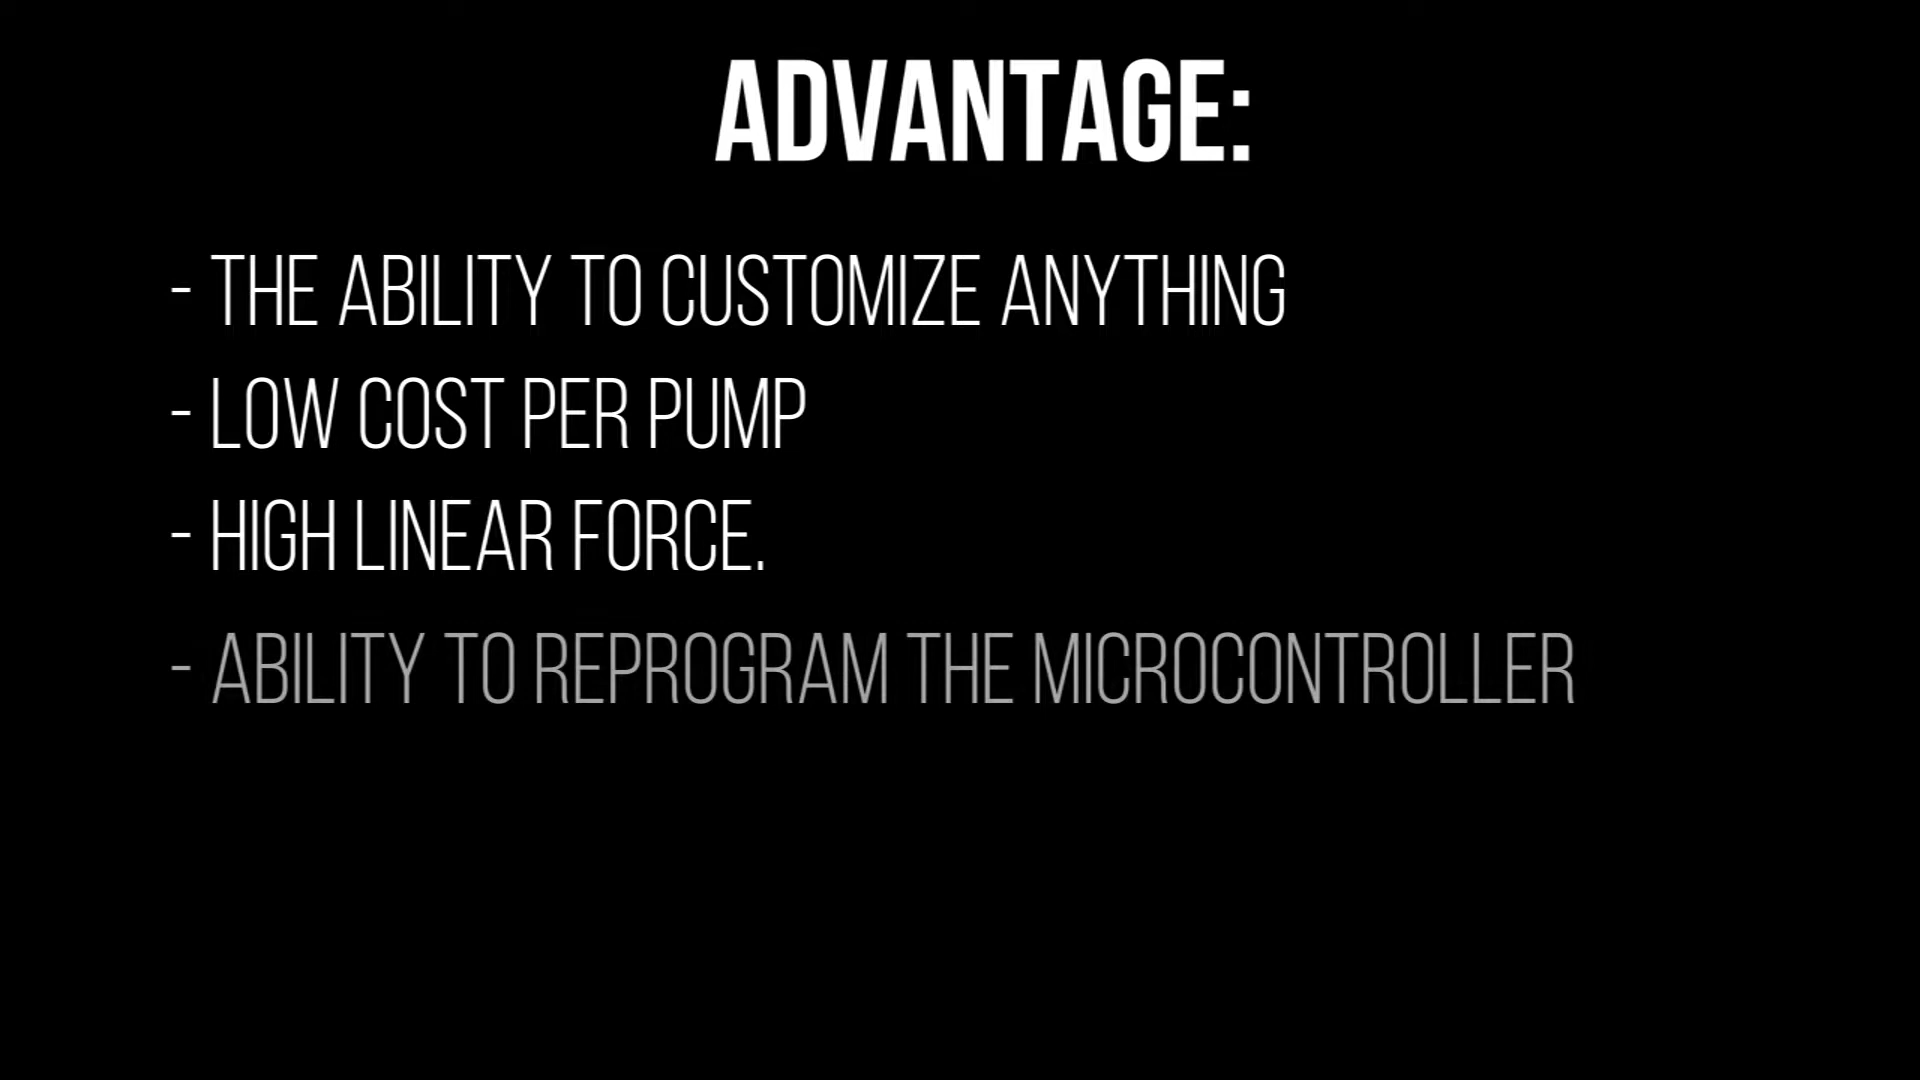 ADVANTAGE:
- THE ABILITY TO CUSTOMIZE ANYTHING
- LOW COST PER PUMP
- HIGH LINEAR FORCE.
- ABILITY TO REPROGRAM THE MICROCONTROLLER